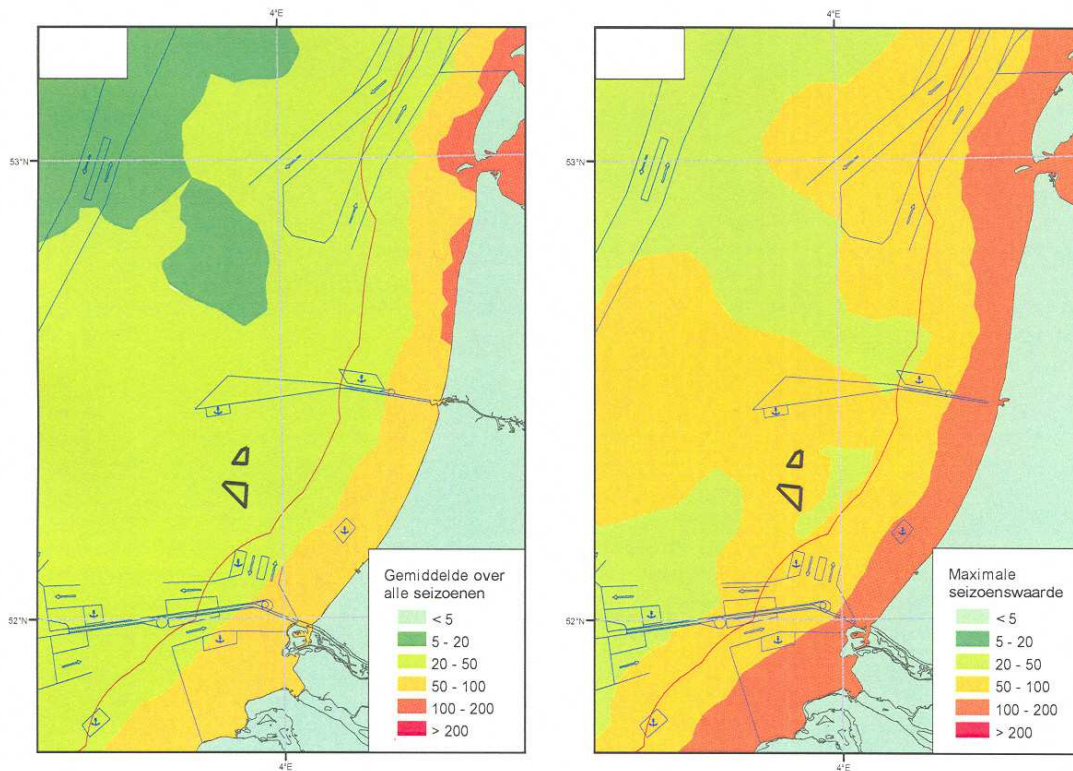 4°E
53°N
52°N
Gemiddelde over
alle seizoenen
< 5
5 - 20
20 - 50
50 - 100
100 - 200
> 200
4°E
4°E
53°N
52°N
Maximale
seizoenswaarde
< 5
5 - 20
20 - 50
50 - 100
100 - 200
> 200
4°E